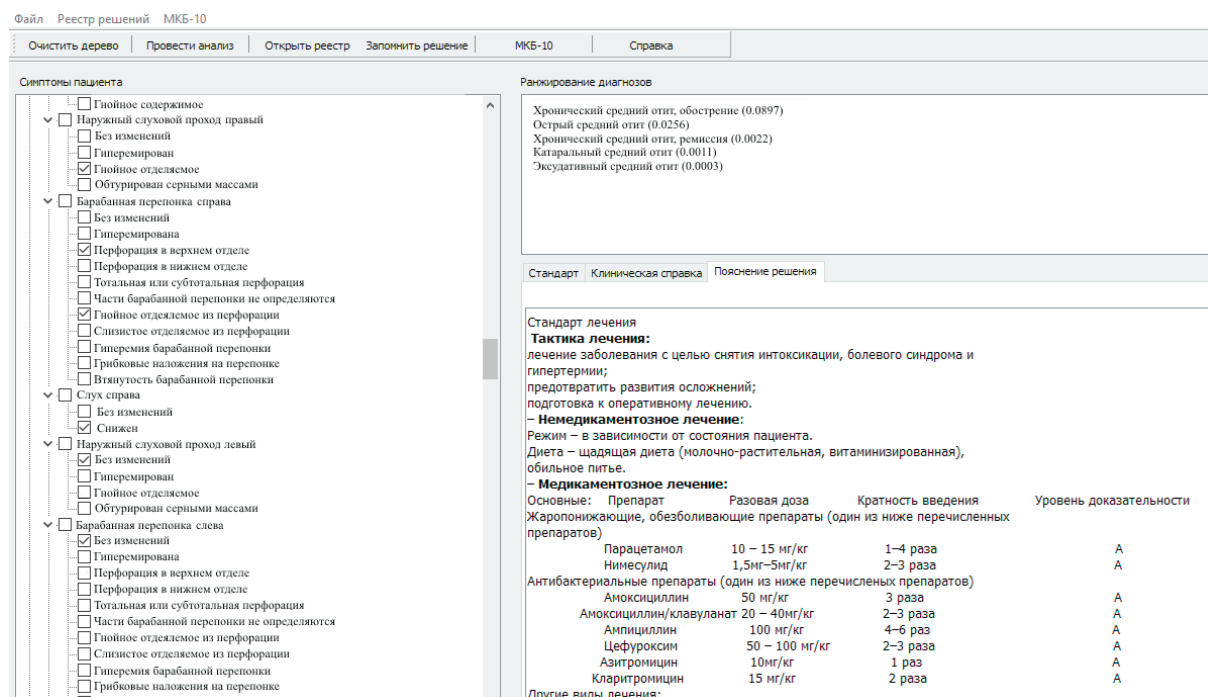 Файл Реестр решений МКБ-10
Очистить дерево Провести анализ Открыть реестр Запомнить решение МКБ-10 Справка
Симптомы пациента
Гнойное содержимое
Наружный слуховой проход правый
Без изменений
Гиперемирован
Гнойное отделяемое
Обтурирован серными массами
Барабанная перепонка справа
Без изменений
Гиперемирована
Перфорация в верхнем отделе
Перфорация в нижнем отделе
Тотальная или субтотальная перфорация
Части барабанной перепонки не определяются
Гнойное отдеялемое из перфорации
Слизистое отделяемое из перфорации
Гиперемия барабанной перепонки
Грибковые наложения на перепонке
Втянутость барабанной перепонки
Слух справа
Без изменений
Снижен
Наружный слуховой проход левый
Без изменений
Гиперемирован
Гнойное отделяемое
Обтурирован серными массами
Барабанная перепонка слева
Без изменений
Гиперемирована
Перфорация в верхнем отделе
Перфорация в нижнем отделе
Тотальная или субтотальная перфорация
Части барабанной перепонки не определяются
Гнойное отдеялемое из перфорации
Слизистое отделяемое из перфорации
Гиперемия барабанной перепонки
Грибковые наложения на перепонке
Ранжирование диагнозов
Хронический средний отит, обострение (0.0897)
Острый средний отит (0.0256)
Хронический средний отит, ремиссия (0.0022)
Катаральный средний отит (0.0011)
Эксудативный средний отит (0.0003)
Стандарт Клиническая справка Пояснение решения
Стандарт лечения
Тактика лечения:
лечение заболевания с целью снятия интоксикации, болевого синдрома и
гипертермии;
предотвратить развития осложнений;
подготовка к оперативному лечению.
– Немедикаментозное лечение:
Режим – в зависимости от состояния пациента.
Диета – щадящая диета (молочно-растительная, витаминизированная),
обильное питье.
– Медикаментозное лечение:
Основные: Препарат Разовая доза Кратность введения Уровень доказательности
Жаропонижающие, обезболивающие препараты (один из ниже перечисленных
препаратов)
Парацетамол 10 – 15 мг/кг 1–4 раза А
Нимесулид 1,5мг–5мг/кг 2–3 раза А
Антибактериальные препараты (один из ниже перечисленых препаратов)
Амоксициллин 50 мг/кг 3 раза А
Амоксициллин/клавуланат 20 – 40мг/кг 2–3 раза А
Ампициллин 100 мг/кг 4–6 раз А
Цефуроксим 50 – 100 мг/кг 2–3 раза А
Азитромицин 10мг/кг 1 раз А
Кларитромицин 15 мг/кг 2 раза А
Другие виды лечения: